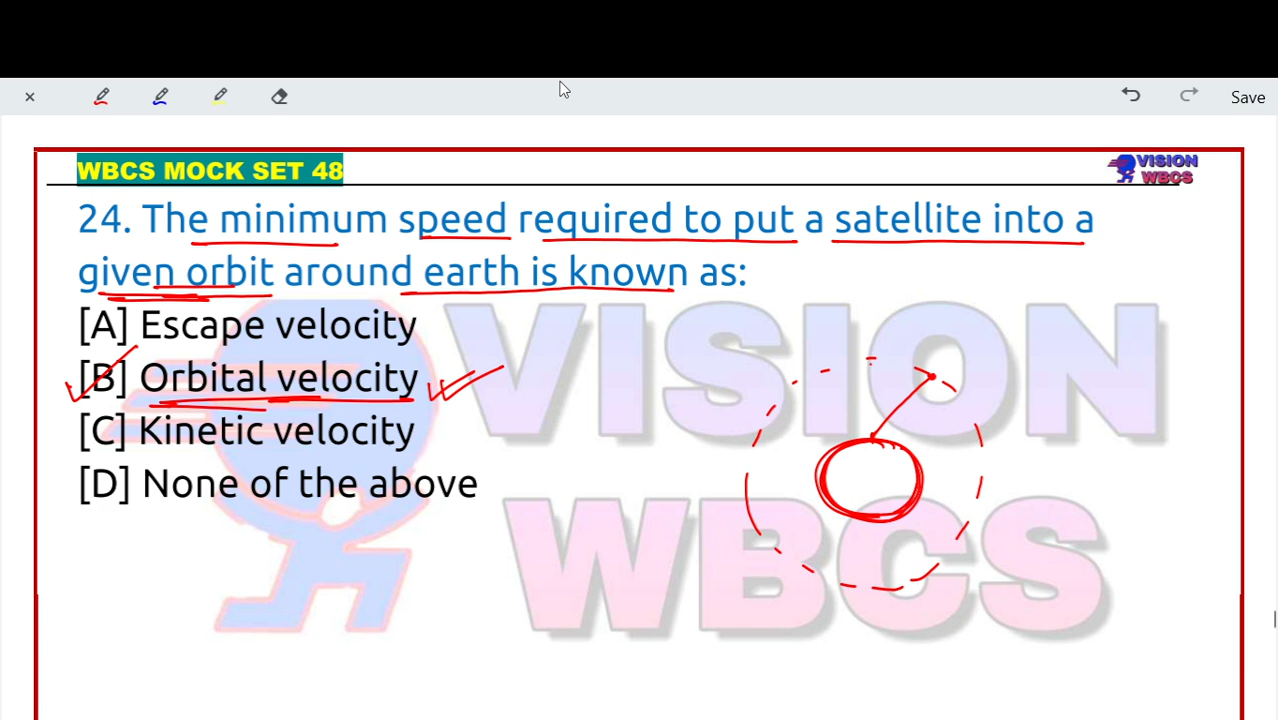 Save
WBCS MOCK SET 48
VISION
WBCS
24. The minimum speed required to put a satellite into a
given orbit around earth is known as:
[A] Escape velocity
[B] Orbital velocity
[C] Kinetic velocity
[D] None of the above
VISION
WBCS